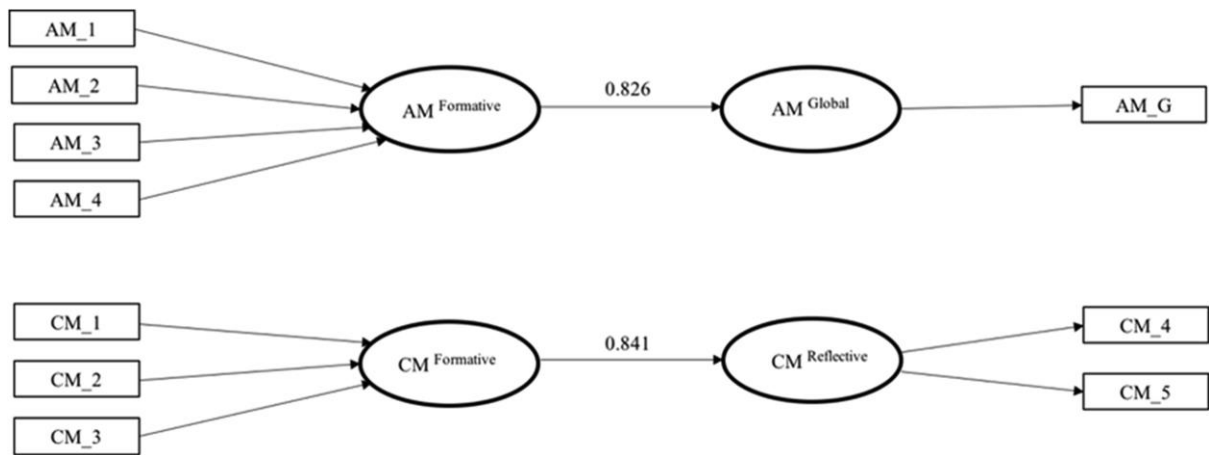 AM_1
AM_2
AM_3
AM_4
AM Formative
0.826
AM Global
AM_G
CM_1
CM_2
CM_3
CM Formative
0.841
CM Reflective
CM_4
CM_5